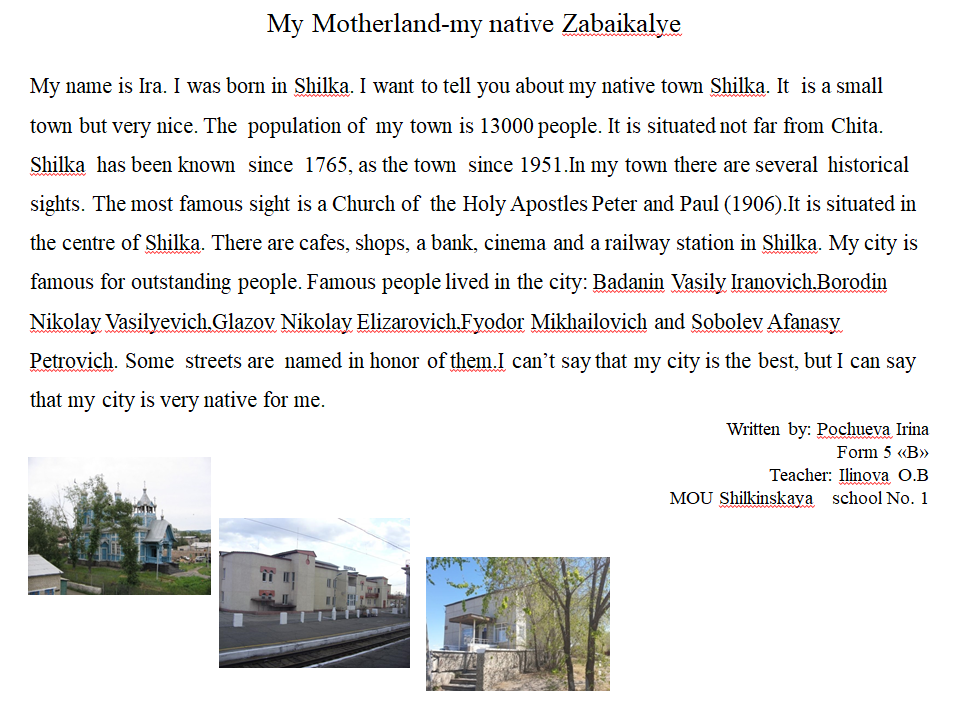 My Motherland-my native Zabaikalye
My name is Ira. I was born in Shilka. I want to tell you about my native town Shilka. It is a small
town but very nice. The population of my town is 13000 people. It is situated not far from Chita.
Shilka has been known since 1765, as the town since 1951.In my town there are several historical
sights. The most famous sight is a Church of the Holy Apostles Peter and Paul (1906).It is situated in
the centre of Shilka. There are cafes, shops, a bank, cinema and a railway station in Shilka. My city is
famous for outstanding people. Famous people lived in the city: Badanin Vasily Iranovich,Borodin
Nikolay Vasilyevich,Glazov Nikolay Elizarovich,Fyodor Mikhailovich and Sobolev Afanasy
Petrovich. Some streets are named in honor of them.I can’t say that my city is the best, but I can say
that my city is very native for me.
Written by: Pochueva Irina
Form 5 «B»
Teacher: Ilinova O.B
MOU Shilkinskaya school No. 1